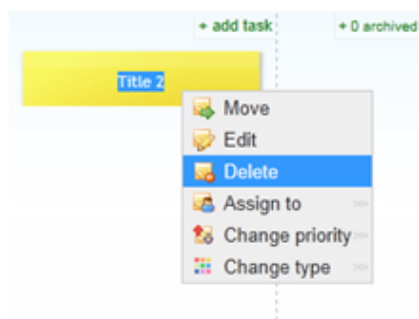 + add task + 0 archived
Title 2
Move
Edit
Delete
Assign to
Change priority
Change type